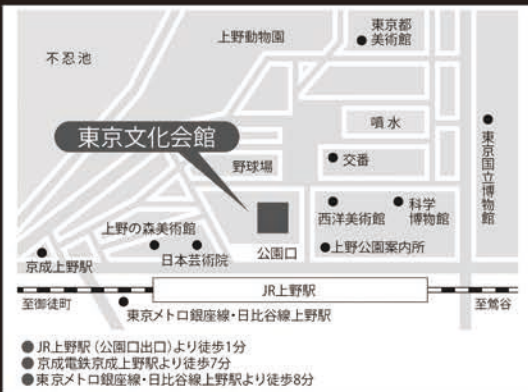 不忍池
上野動物園
東京都
美術館
噴水
東京文化会館
野球場
交番
東京国立博物館
西洋美術館
科学
博物館
上野の森美術館
日本芸術院
公園口
上野公園案内所
京成上野駅
JR上野駅
至御徒町
至鶯谷
東京メトロ銀座線・日比谷線上野駅
●JR上野駅(公園口出口)より徒歩1分
●京成電鉄京成上野駅より徒歩7分
●東京メトロ銀座線・日比谷線上野駅より徒歩8分